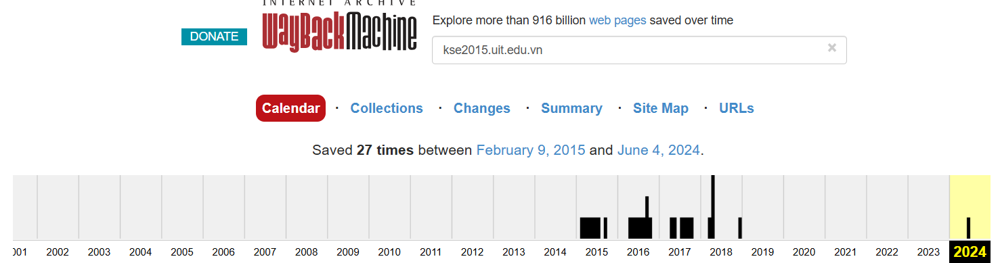 INTERNET ARCHIVE
WayBackMachine
DONATE
Explore more than 916 billion web pages saved over time
kse2015.uit.edu.vn ×
Calendar · Collections · Changes · Summary · Site Map · URLs
Saved 27 times between February 9, 2015 and June 4, 2024.
001 2002 2003 2004 2005 2006 2007 2008 2009 2010 2011 2012 2013 2014 2015 2016 2017 2018 2019 2020 2021 2022 2023 2024